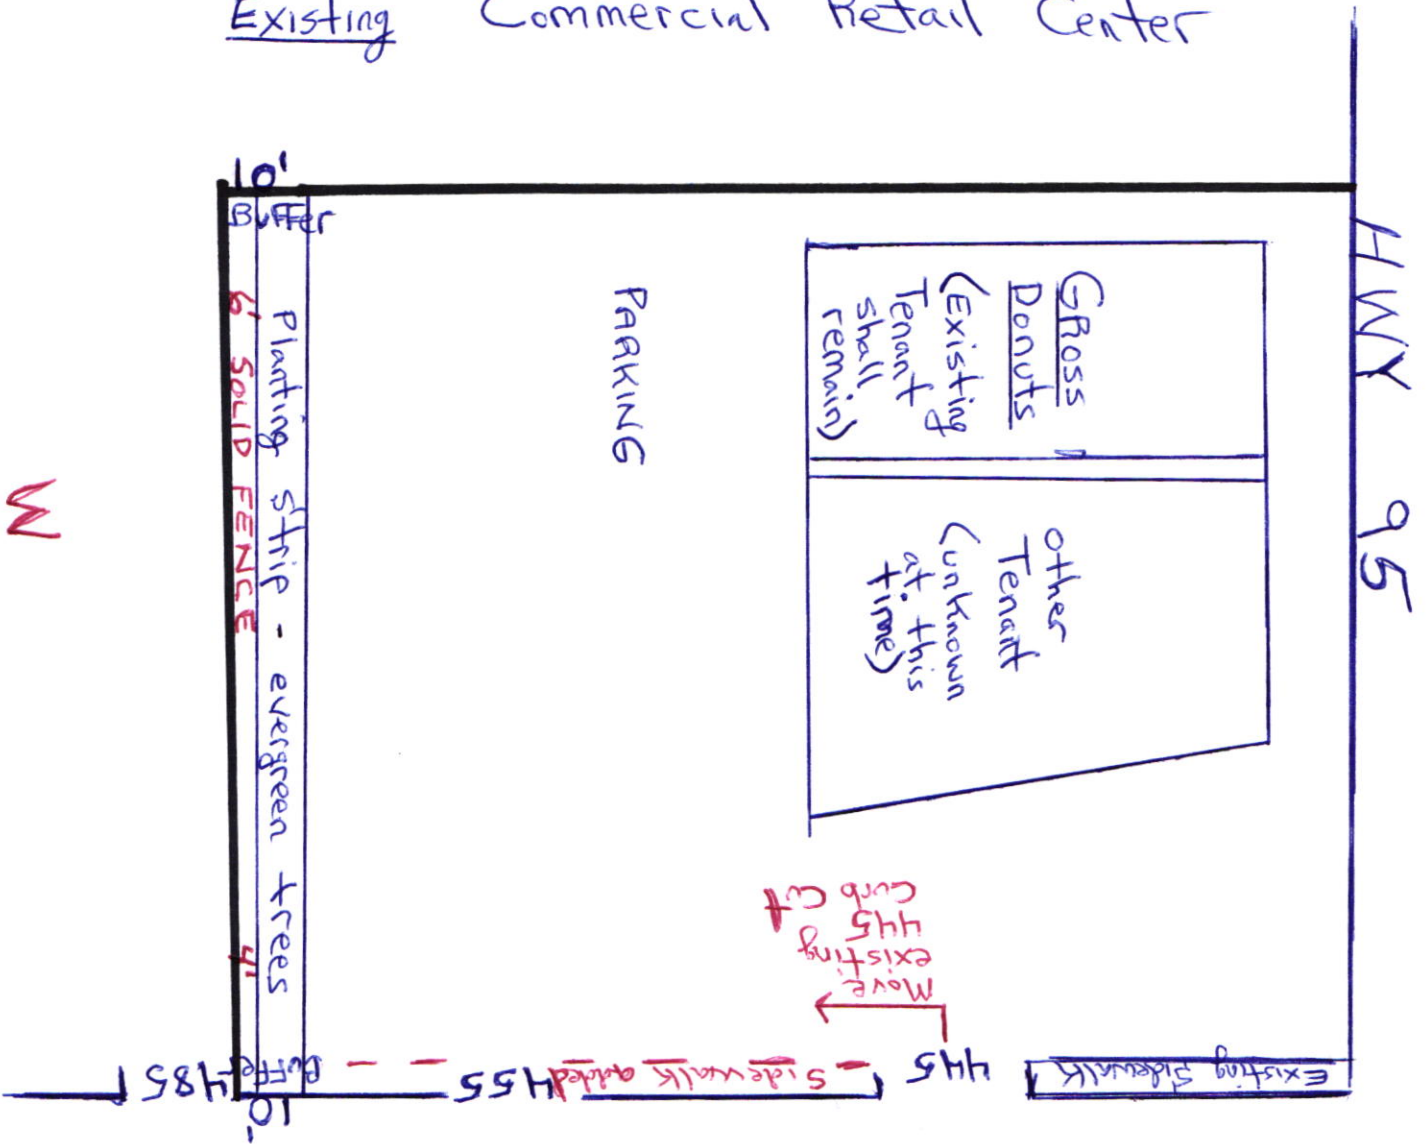 Existing Commercial Retail Center
10'
Buffer
6' SOLID FENCE
4'
Planting strip - evergreen trees
PARKING
GROSS
Donuts
(Existing
Tenant
shall
remain)
other
Tenant
(unknown
at this
time)
HWY 95
Move
existing
445
Curb Cut
Existing Sidewalk
445
Sidewalk added
455
Buffer
485
10'
W